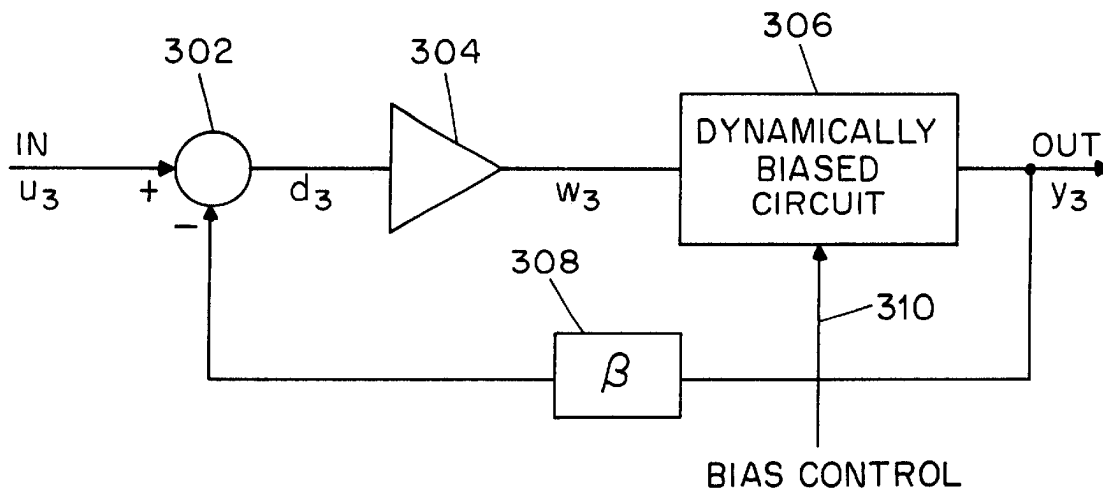 302
304
306
IN
u3
+
−
d3
w3
DYNAMICALLY
BIASED
CIRCUIT
OUT
y3
308
β
310
BIAS CONTROL